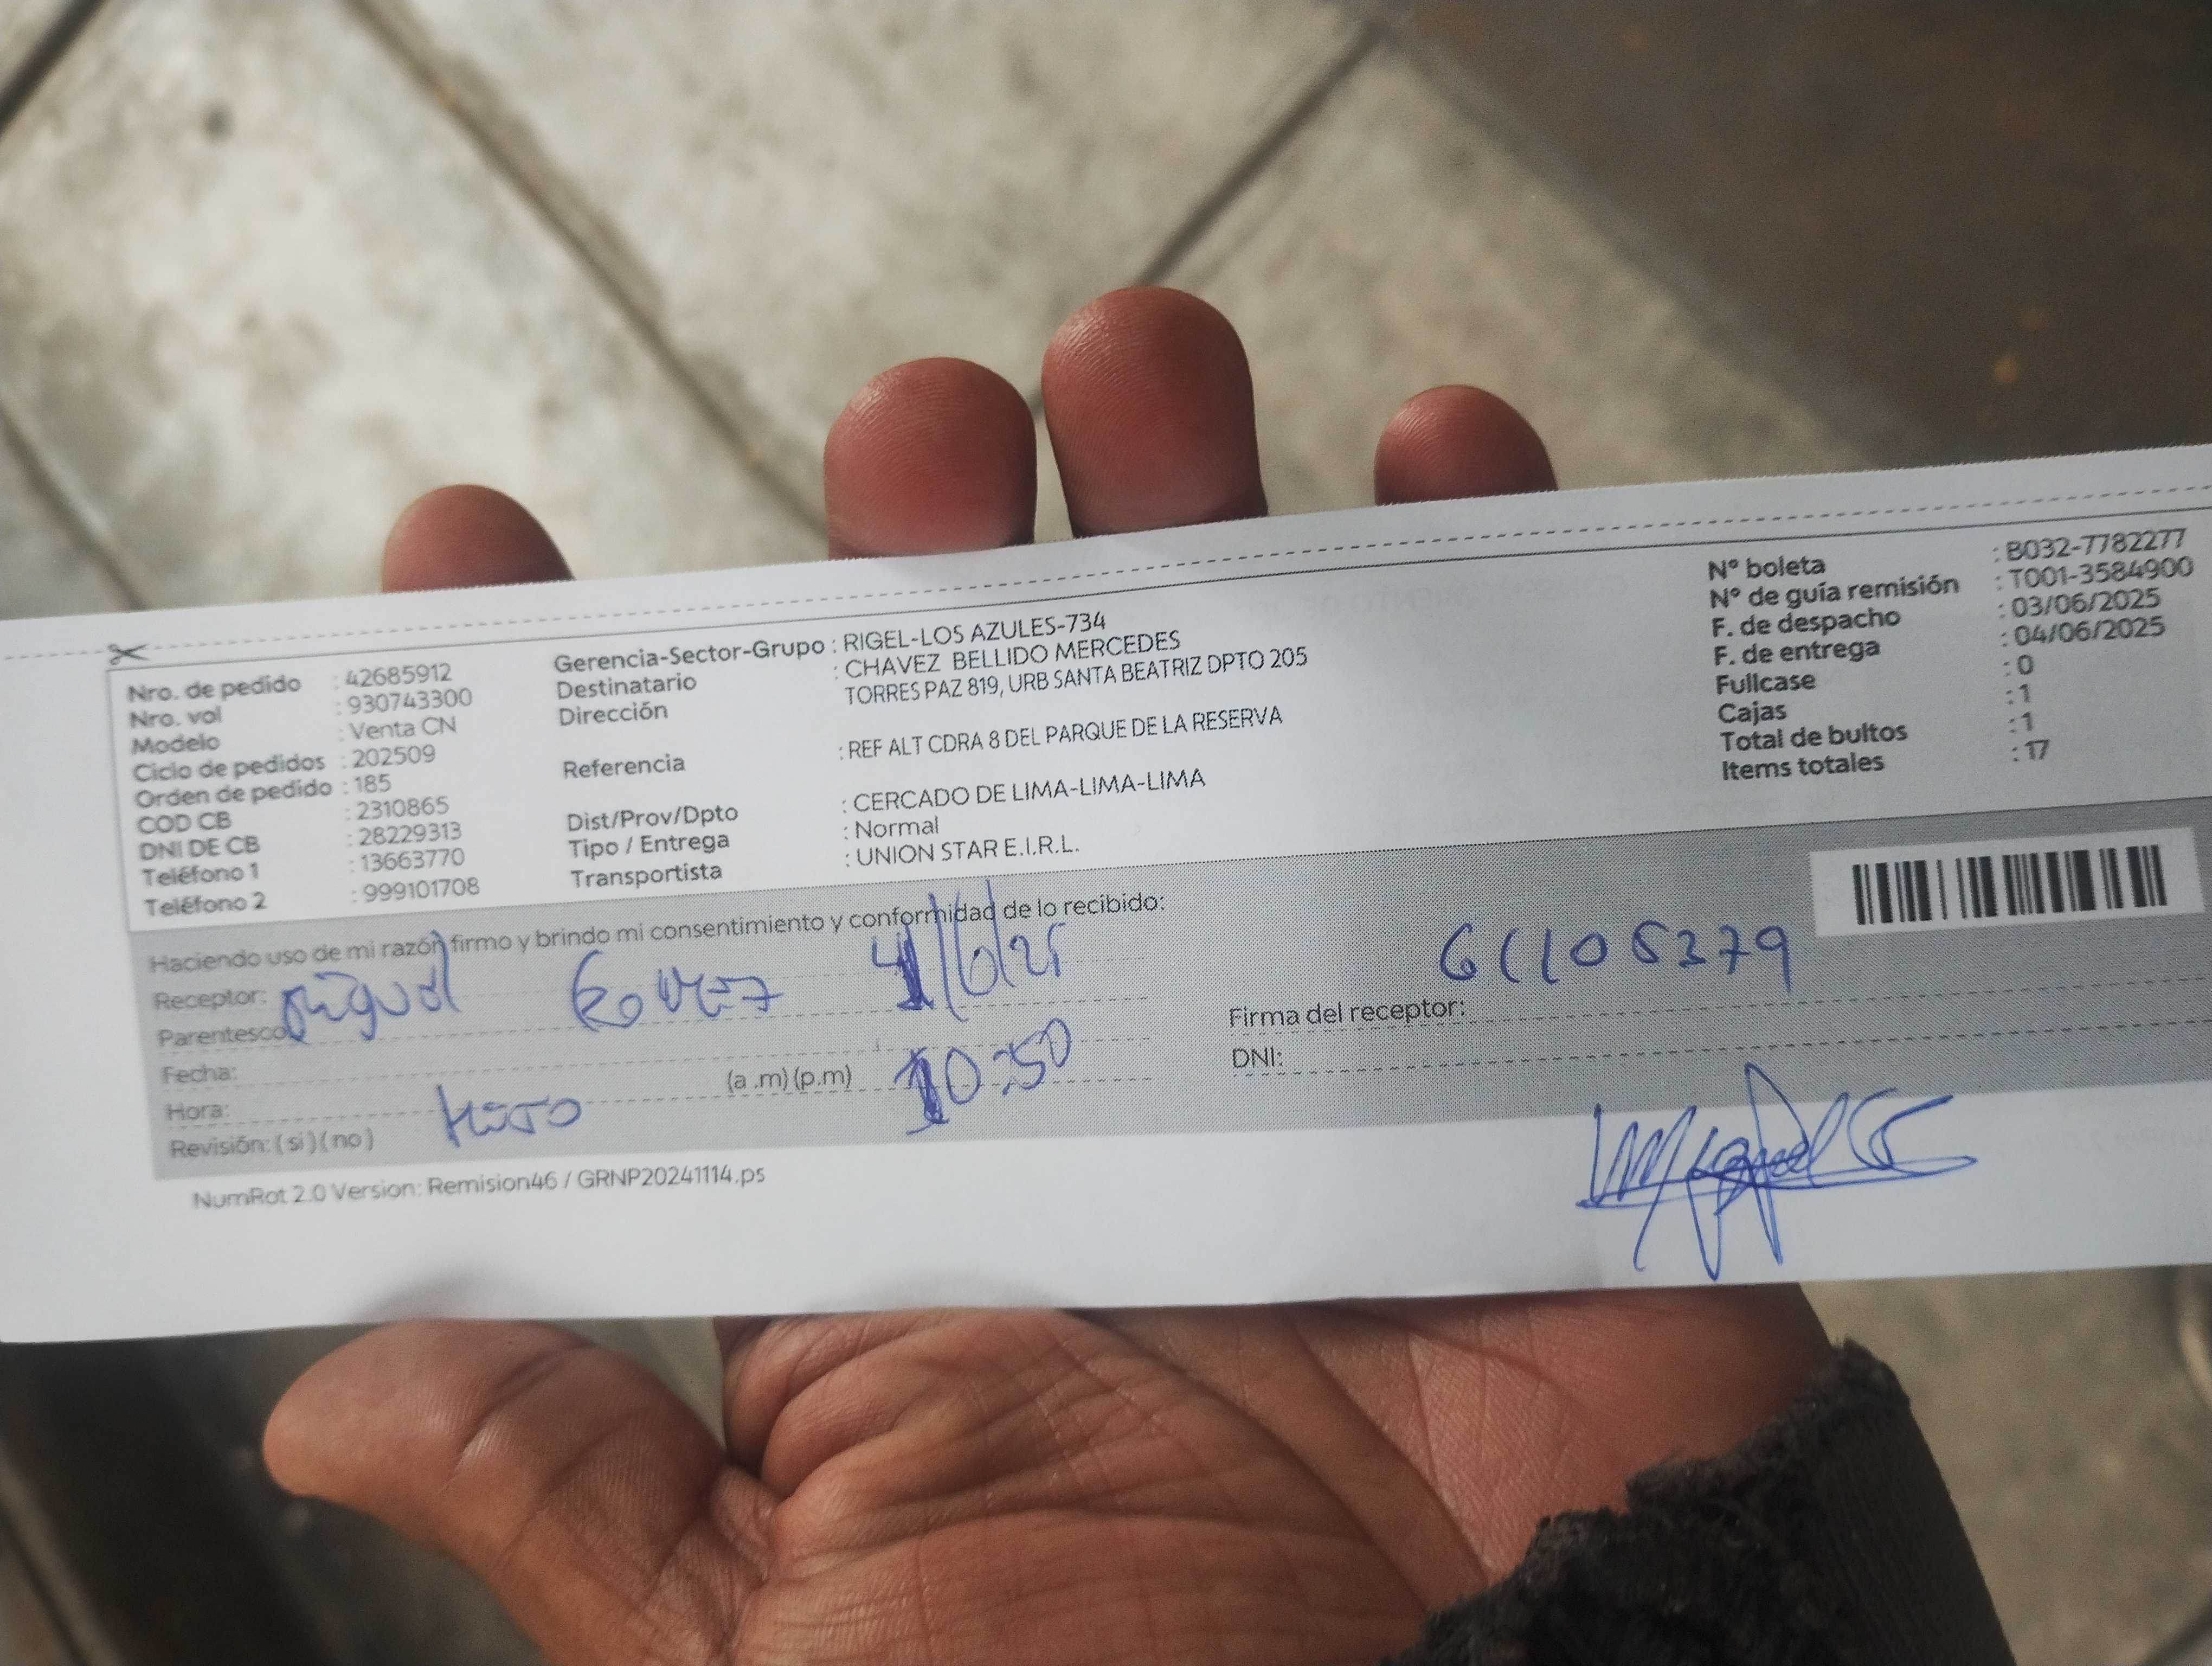 Nro. de pedido : 42685912
Nro. vol : 930743300
Modelo : Venta CN
Ciclo de pedidos : 202509
Orden de pedido : 185
COD CB : 2310865
DNI DE CB : 28229313
Teléfono 1 : 13663770
Teléfono 2 : 999101708
Gerencia-Sector-Grupo : RIGEL-LOS AZULES-734
Destinatario : CHAVEZ BELLIDO MERCEDES
Dirección TORRES PAZ 819, URB SANTA BEATRIZ DPTO 205
Referencia : REF ALT CDRA 8 DEL PARQUE DE LA RESERVA
Dist/Prov/Dpto : CERCADO DE LIMA-LIMA-LIMA
Tipo / Entrega : Normal
Transportista : UNION STAR E.I.R.L.
N° boleta : B032-7782277
N° de guía remisión : T001-3584900
F. de despacho : 03/06/2025
F. de entrega : 04/06/2025
Fullcase : 0
Cajas : 1
Total de bultos : 1
Items totales : 17
Haciendo uso de mi razón firmo y brindo mi consentimiento y conformidad de lo recibido:
Receptor: Miguel 4/6/25
Parentesco:
Fecha:
Hora: (a .m) (p.m) 10:50
Revisión: ( si ) ( no )
61105379
Firma del receptor:
DNI:
NumRot 2.0 Version: Remision46 / GRNP20241114.ps